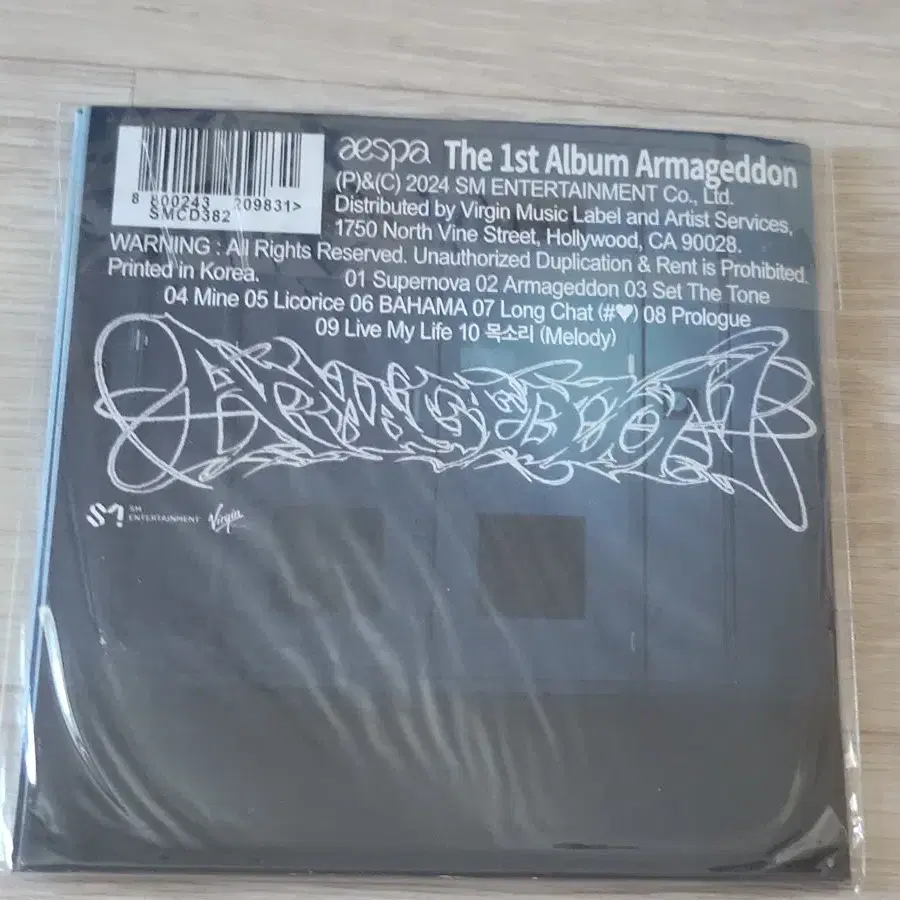 8 800243 209831>
SMCD382
aespa The 1st Album Armageddon
(P)&(C) 2024 SM ENTERTAINMENT Co., Ltd.
Distributed by Virgin Music Label and Artist Services,
1750 North Vine Street, Hollywood, CA 90028.
WARNING : All Rights Reserved. Unauthorized Duplication & Rent is Prohibited.
Printed in Korea. 01 Supernova 02 Armageddon 03 Set The Tone
04 Mine 05 Licorice 06 BAHAMA 07 Long Chat (#♥) 08 Prologue
09 Live My Life 10 목소리 (Melody)
ARMAGEDDON
SM ENTERTAINMENT Virgin